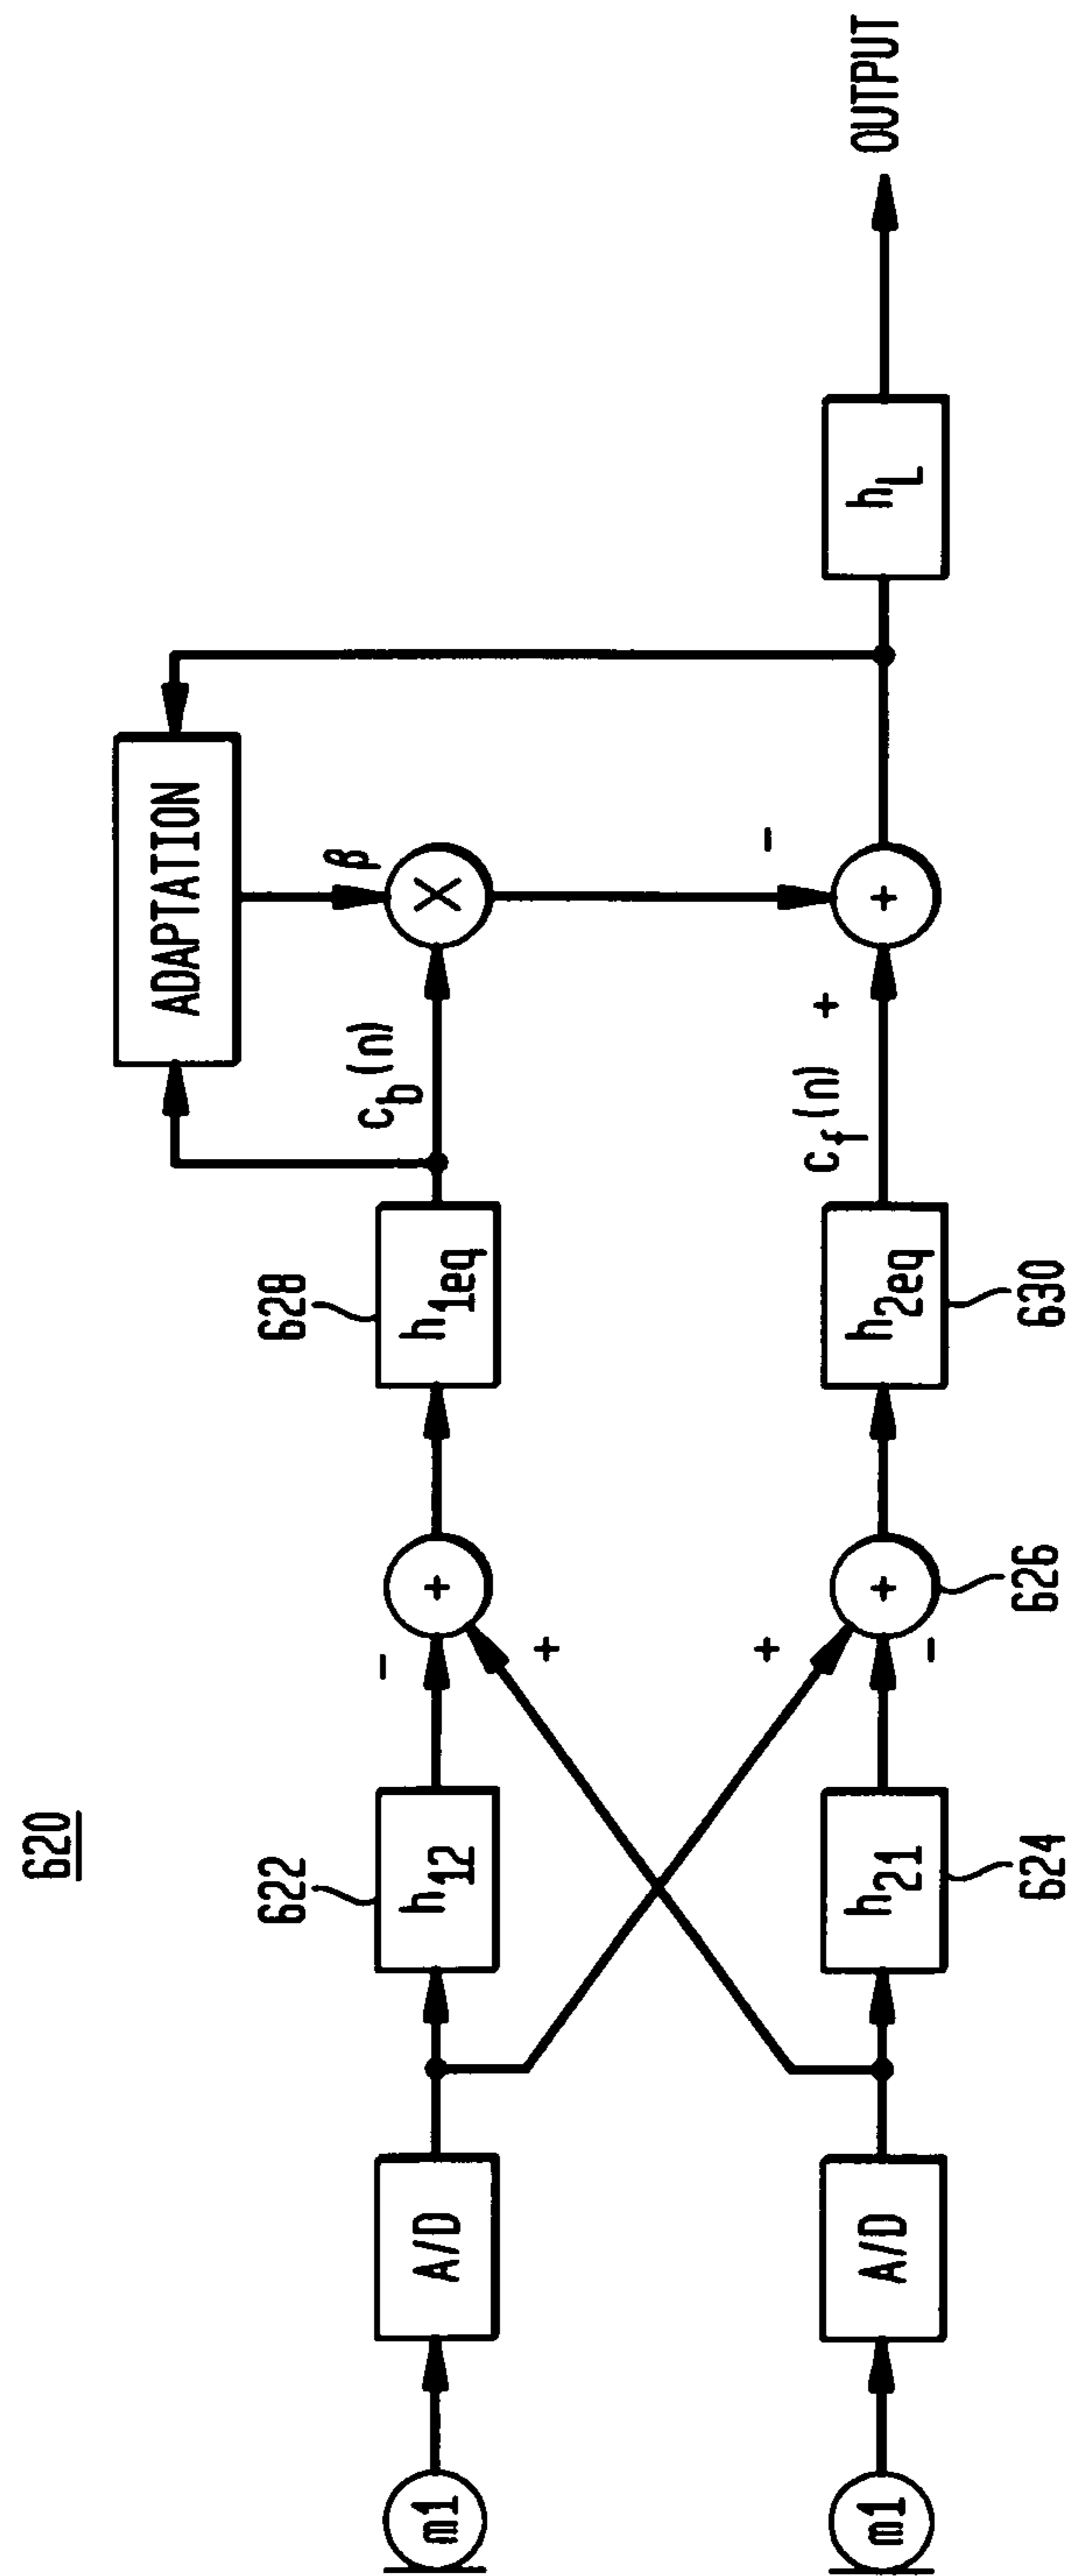 620
ADAPTATION
β
m1
A/D
622
h12
-
+
+
628
h1eq
cb(n)
×
-
m1
A/D
h21
624
+
-
+
626
h2eq
630
cf(n)
+
+
hL
OUTPUT